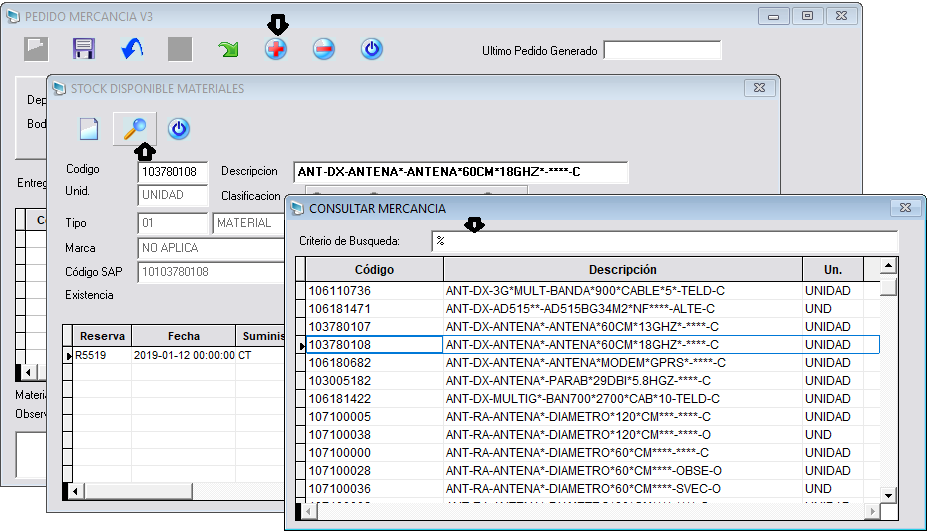 PEDIDO MERCANCIA V3
Ultimo Pedido Generado
STOCK DISPONIBLE MATERIALES
Dep
Bod
Entreg
C
Materia
Observ
Codigo 103780108 Descripcion ANT-DX-ANTENA*-ANTENA*60CM*18GHZ*-****-C
Unid. UNIDAD Clasificacion
Tipo 01 MATERIAL
Marca NO APLICA
Código SAP 10103780108
Existencia
Reserva Fecha Suminis
R5519 2019-01-12 00:00:00 CT
CONSULTAR MERCANCIA
Criterio de Busqueda: %
Código Descripción Un.
106110736 ANT-DX-3G*MULT-BANDA*900*CABLE*5*-TELD-C UNIDAD
106181471 ANT-DX-AD515**-AD515BG34M2*NF****-ALTE-C UND
103780107 ANT-DX-ANTENA*-ANTENA*60CM*13GHZ*-****-C UNIDAD
103780108 ANT-DX-ANTENA*-ANTENA*60CM*18GHZ*-****-C UNIDAD
106180682 ANT-DX-ANTENA*-ANTENA*MODEM*GPRS*-****-C UNIDAD
103005182 ANT-DX-ANTENA*-PARAB*29DBI*5.8HGZ-****-C UNIDAD
106181422 ANT-DX-MULTIG*-BAN700*2700*CAB*10-TELD-C UNIDAD
107100005 ANT-RA-ANTENA*-DIAMETRO*120*CM***-****-C UNIDAD
107100038 ANT-RA-ANTENA*-DIAMETRO*120*CM***-****-O UND
107100000 ANT-RA-ANTENA*-DIAMETRO*60*CM****-****-C UNIDAD
107100028 ANT-RA-ANTENA*-DIAMETRO*60*CM****-OBSE-O UNIDAD
107100036 ANT-RA-ANTENA*-DIAMETRO*60*CM****-SVEC-O UND